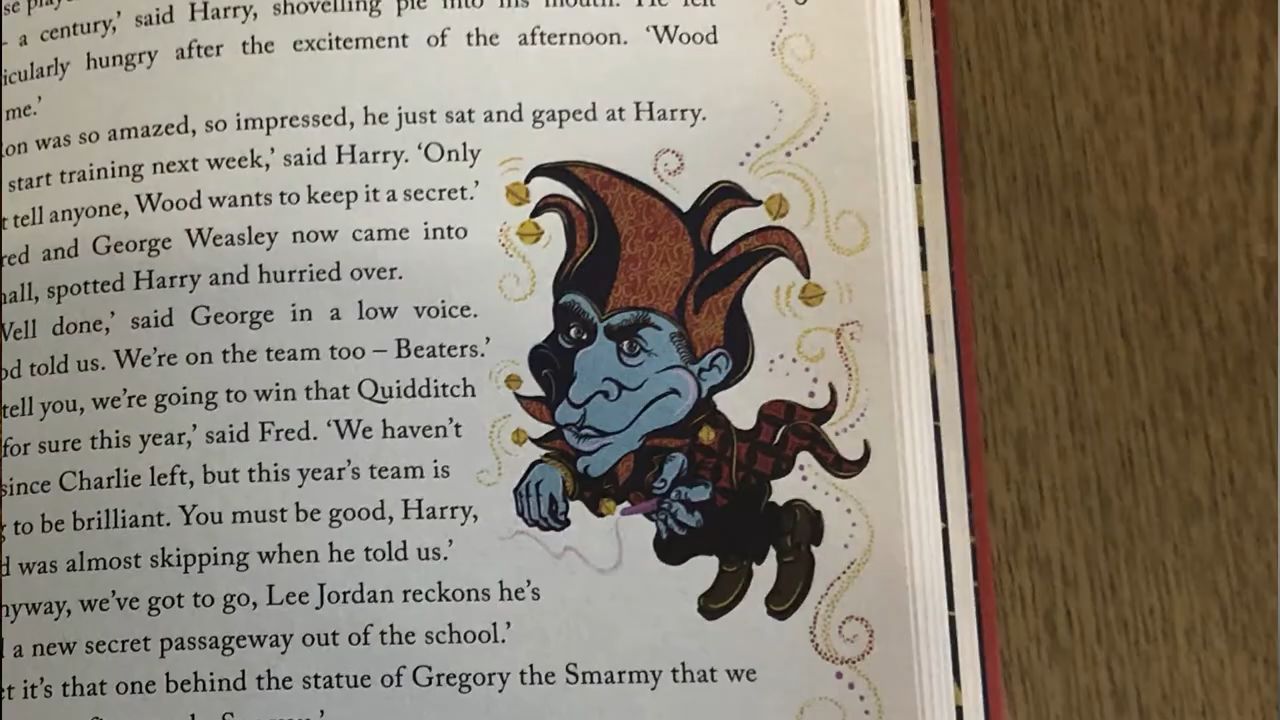 a century,’ said Harry, shovelling pie into his mouth. He felt
hungry after the excitement of the afternoon. ‘Wood
me.’
was so amazed, so impressed, he just sat and gaped at Harry.
start training next week,’ said Harry. ‘Only
tell anyone, Wood wants to keep it a secret.’
and George Weasley now came into
spotted Harry and hurried over.
done,’ said George in a low voice.
told us. We’re on the team too – Beaters.’
tell you, we’re going to win that Quidditch
for sure this year,’ said Fred. ‘We haven’t
since Charlie left, but this year’s team is
to be brilliant. You must be good, Harry,
was almost skipping when he told us.’
we’ve got to go, Lee Jordan reckons he’s
a new secret passageway out of the school.’
it’s that one behind the statue of Gregory the Smarmy that we